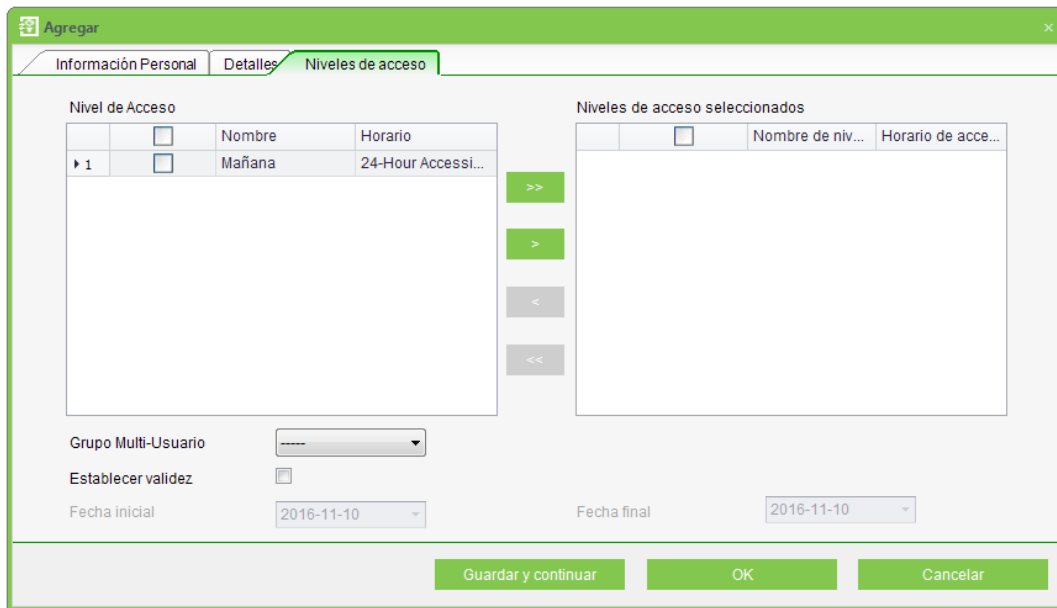 Agregar
Información Personal Detalles Niveles de acceso
Nivel de Acceso
Nombre Horario
1 Mañana 24-Hour Accessi...
>>
>
<
<<
Niveles de acceso seleccionados
Nombre de niv... Horario de acce...
Grupo Multi-Usuario -----
Establecer validez
Fecha inicial 2016-11-10 Fecha final 2016-11-10
Guardar y continuar OK Cancelar